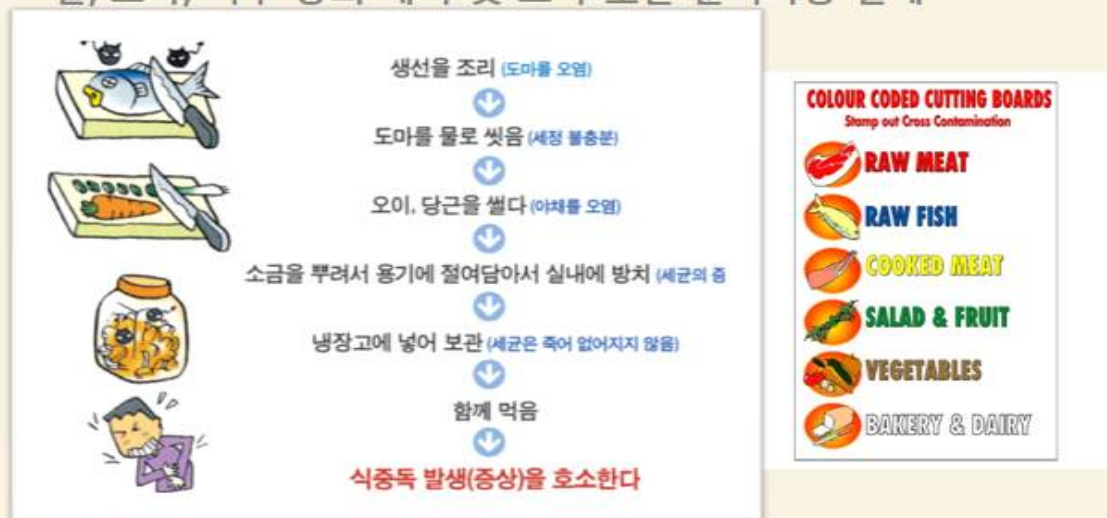 생선을 조리 (도마를 오염)
도마를 물로 씻음 (세정 불충분)
오이, 당근을 썰다 (야채를 오염)
소금을 뿌려서 용기에 절여담아서 실내에 방치 (세균의 증
냉장고에 넣어 보관 (세균은 죽어 없어지지 않음)
함께 먹음
식중독 발생(증상)을 호소한다
COLOUR CODED CUTTING BOARDS
Stamp out Cross Contamination
RAW MEAT
RAW FISH
COOKED MEAT
SALAD & FRUIT
VEGETABLES
BAKERY & DAIRY